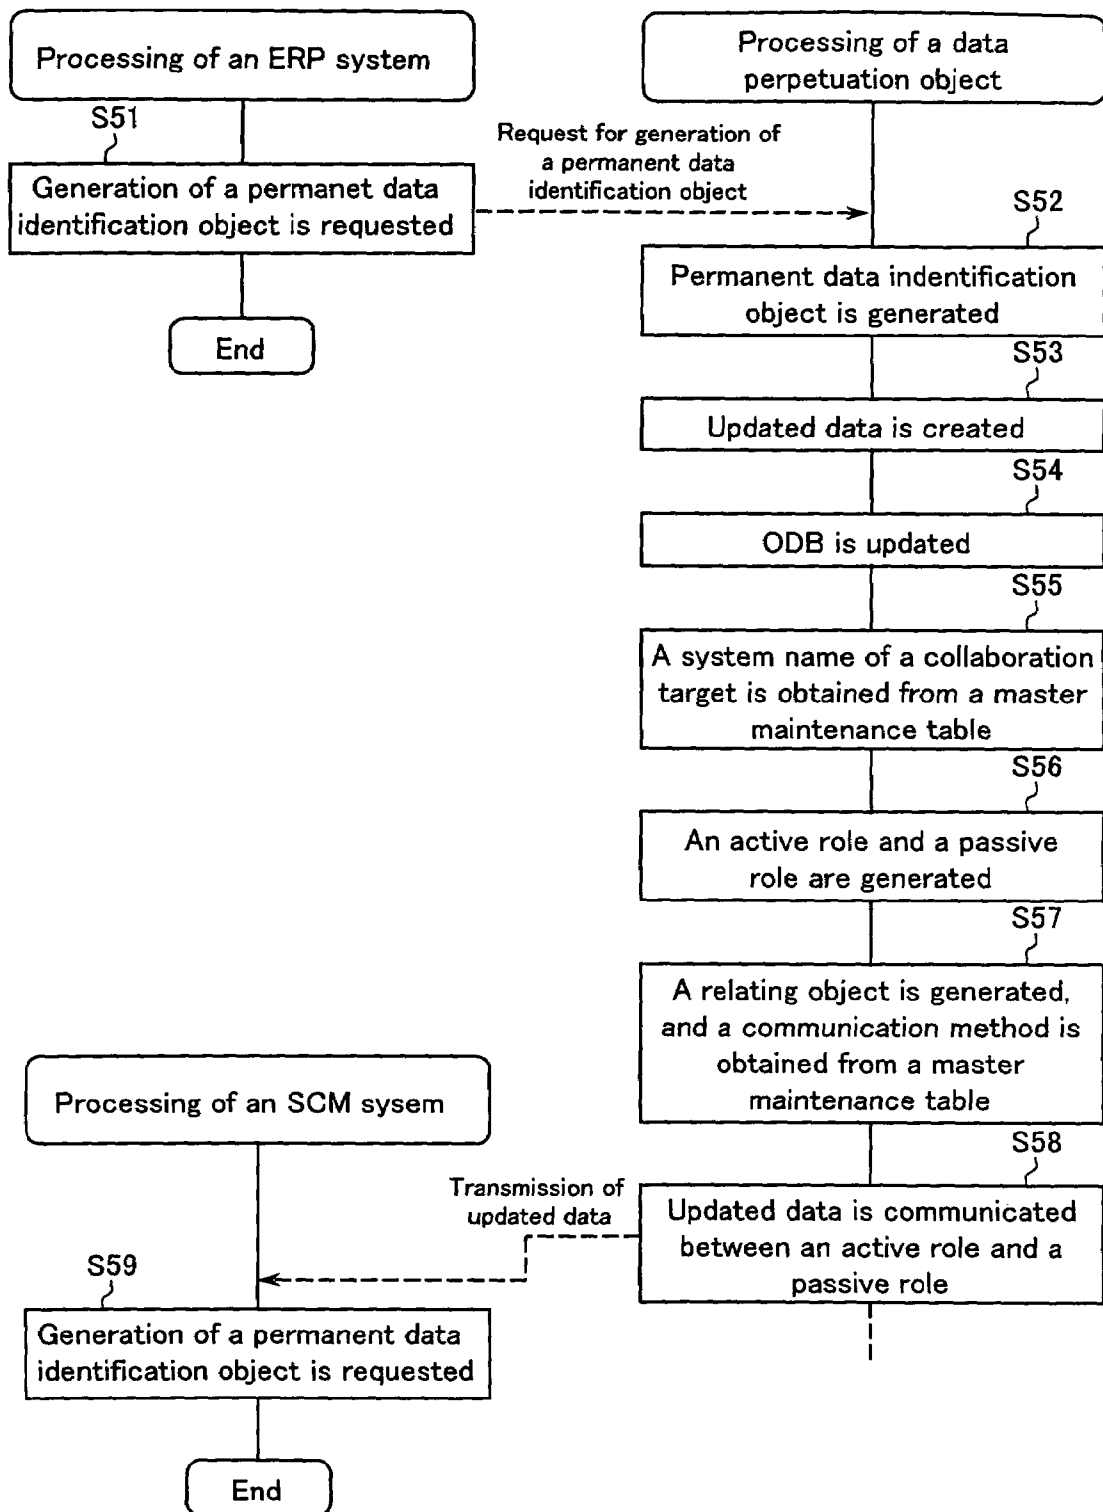 Processing of an ERP system
S51
Generation of a permanet data
identification object is requested
End
Request for generation of
a permanent data
identification object
Processing of a data
perpetuation object
S52
Permanent data indentification
object is generated
S53
Updated data is created
S54
ODB is updated
S55
A system name of a collaboration
target is obtained from a master
maintenance table
S56
An active role and a passive
role are generated
S57
A relating object is generated,
and a communication method is
obtained from a master
maintenance table
S58
Updated data is communicated
between an active role and a
passive role
Transmission of
updated data
Processing of an SCM sysem
S59
Generation of a permanent data
identification object is requested
End